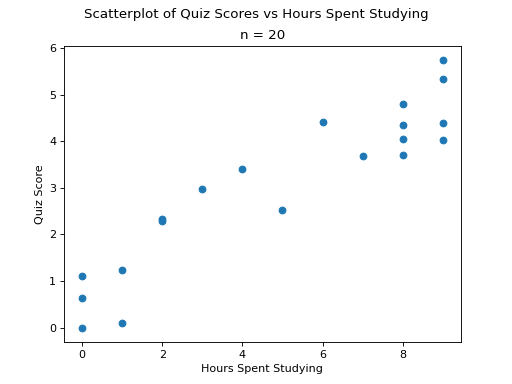 Scatterplot of Quiz Scores vs Hours Spent Studying
n = 20
6
5
4
3
2
1
0
Quiz Score
0 2 4 6 8
Hours Spent Studying